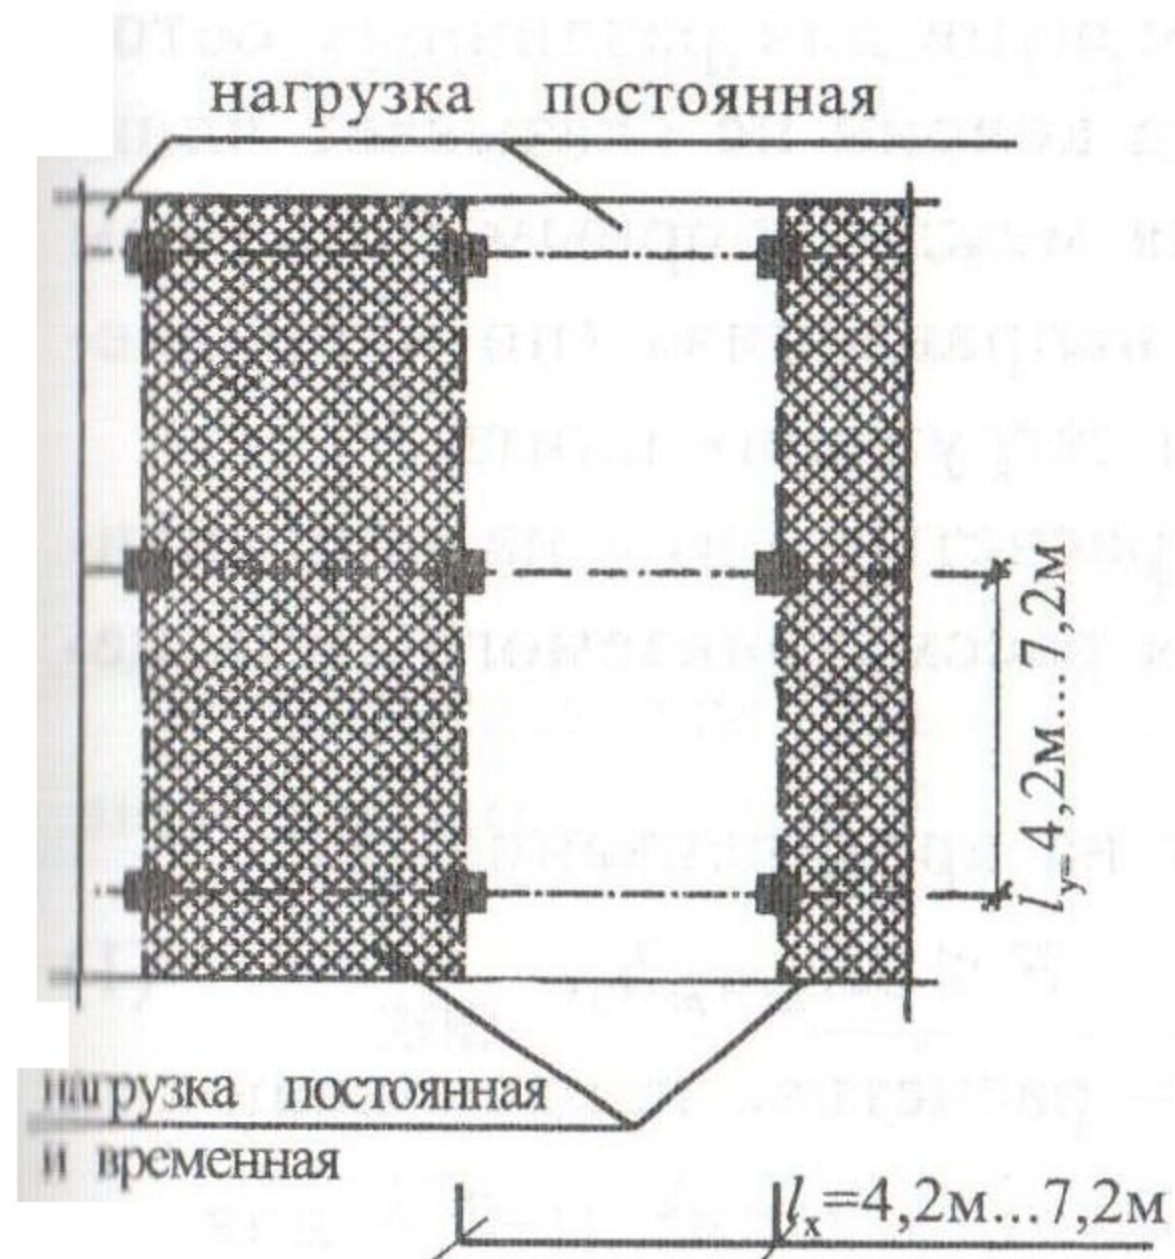 нагрузка постоянная
l_y=4,2м...7,2м
нагрузка постоянная
и временная
l_x=4,2м...7,2м